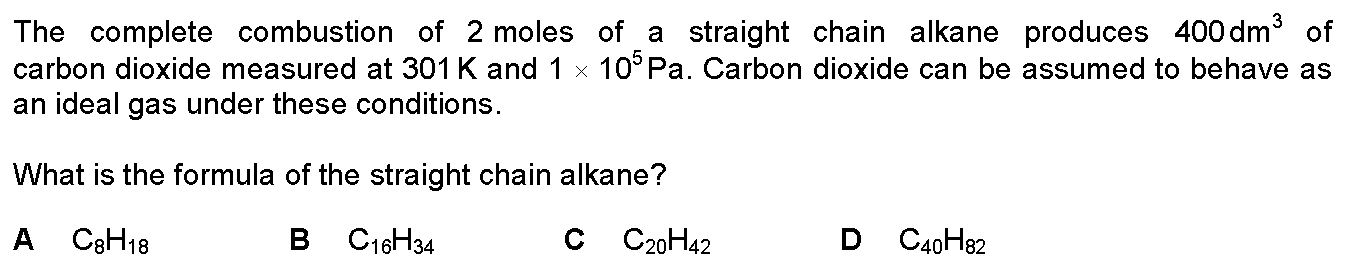 The complete combustion of 2 moles of a straight chain alkane produces 400 dm³ of
carbon dioxide measured at 301 K and 1 × 10⁵ Pa. Carbon dioxide can be assumed to behave as
an ideal gas under these conditions.
What is the formula of the straight chain alkane?
A C₈H₁₈ B C₁₆H₃₄ C C₂₀H₄₂ D C₄₀H₈₂